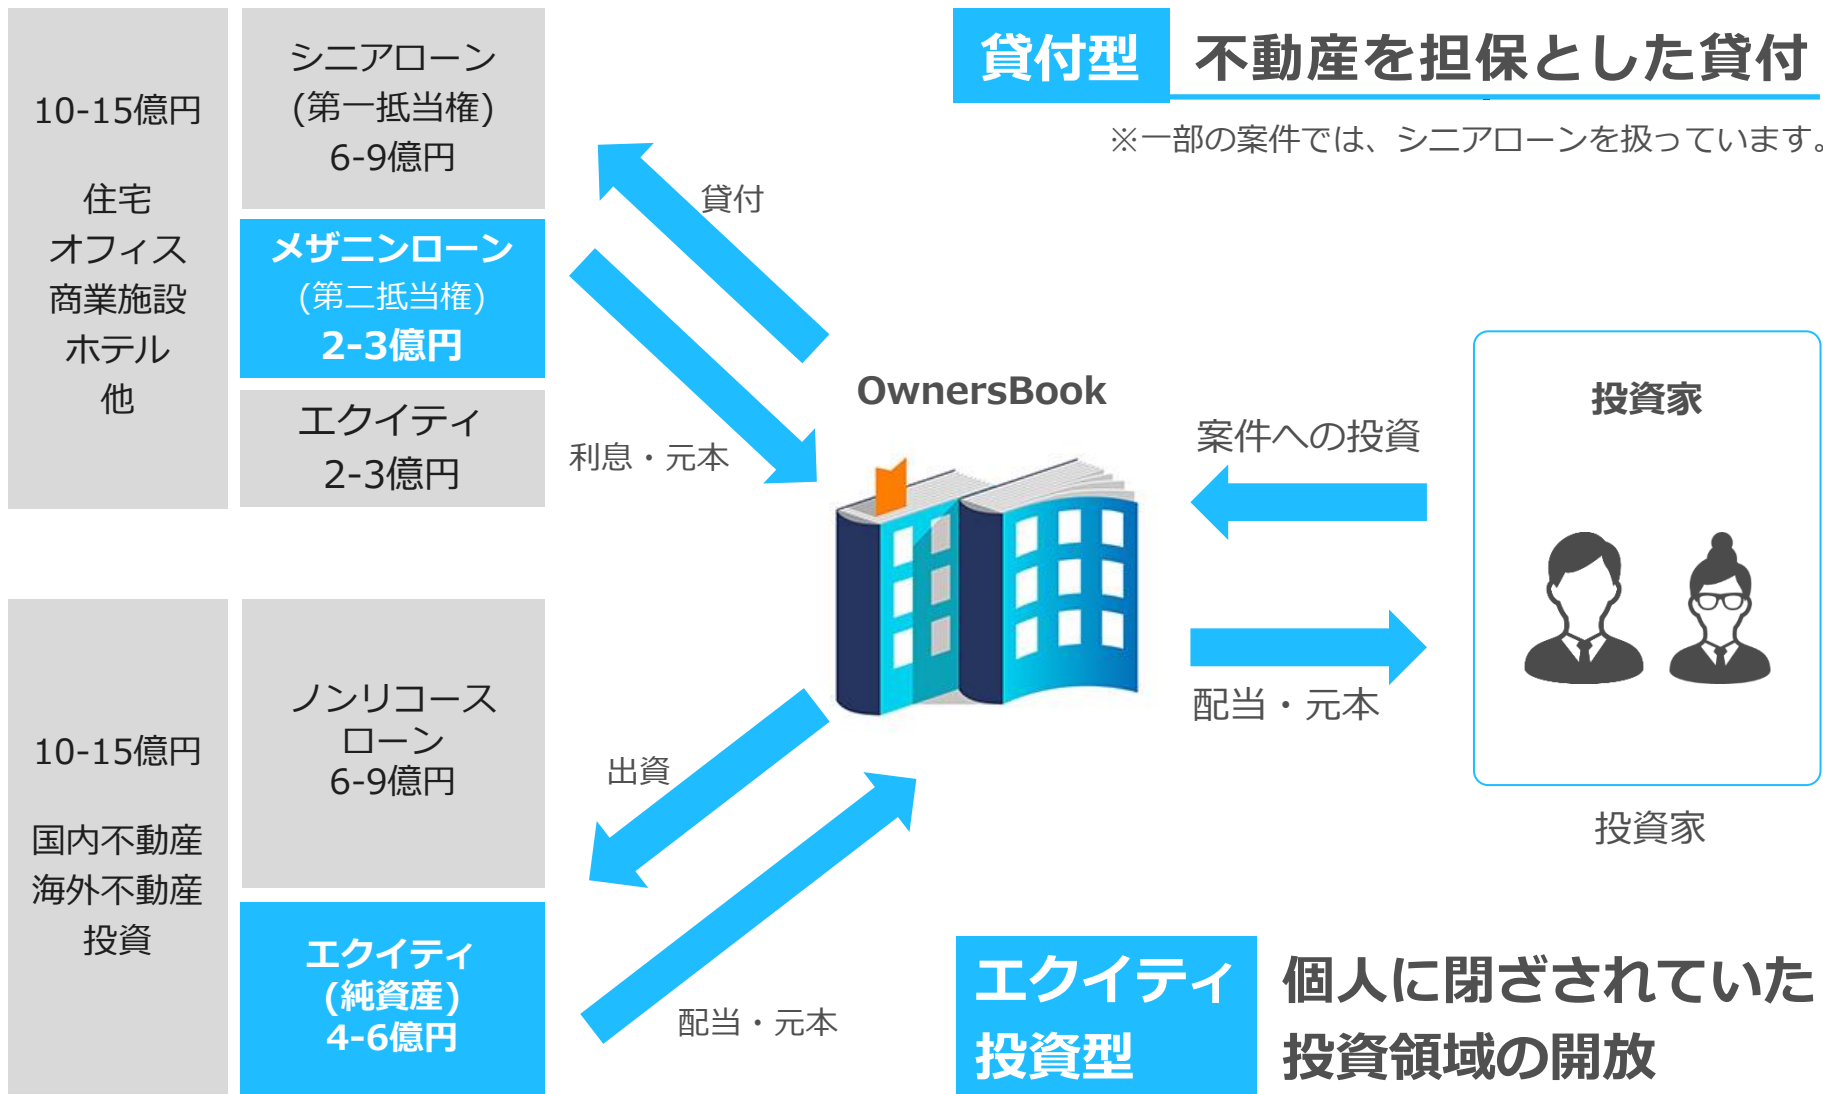 10-15億円
住宅
オフィス
商業施設
ホテル
他
シニアローン
(第一抵当権)
6-9億円
メザニンローン
(第二抵当権)
2-3億円
エクイティ
2-3億円
貸付型
不動産を担保とした貸付
※一部の案件では、シニアローンを扱っています。
貸付
利息・元本
OwnersBook
案件への投資
配当・元本
投資家
投資家
10-15億円
国内不動産
海外不動産
投資
ノンリコース
ローン
6-9億円
エクイティ
(純資産)
4-6億円
出資
配当・元本
エクイティ
投資型
個人に閉ざされていた
投資領域の開放